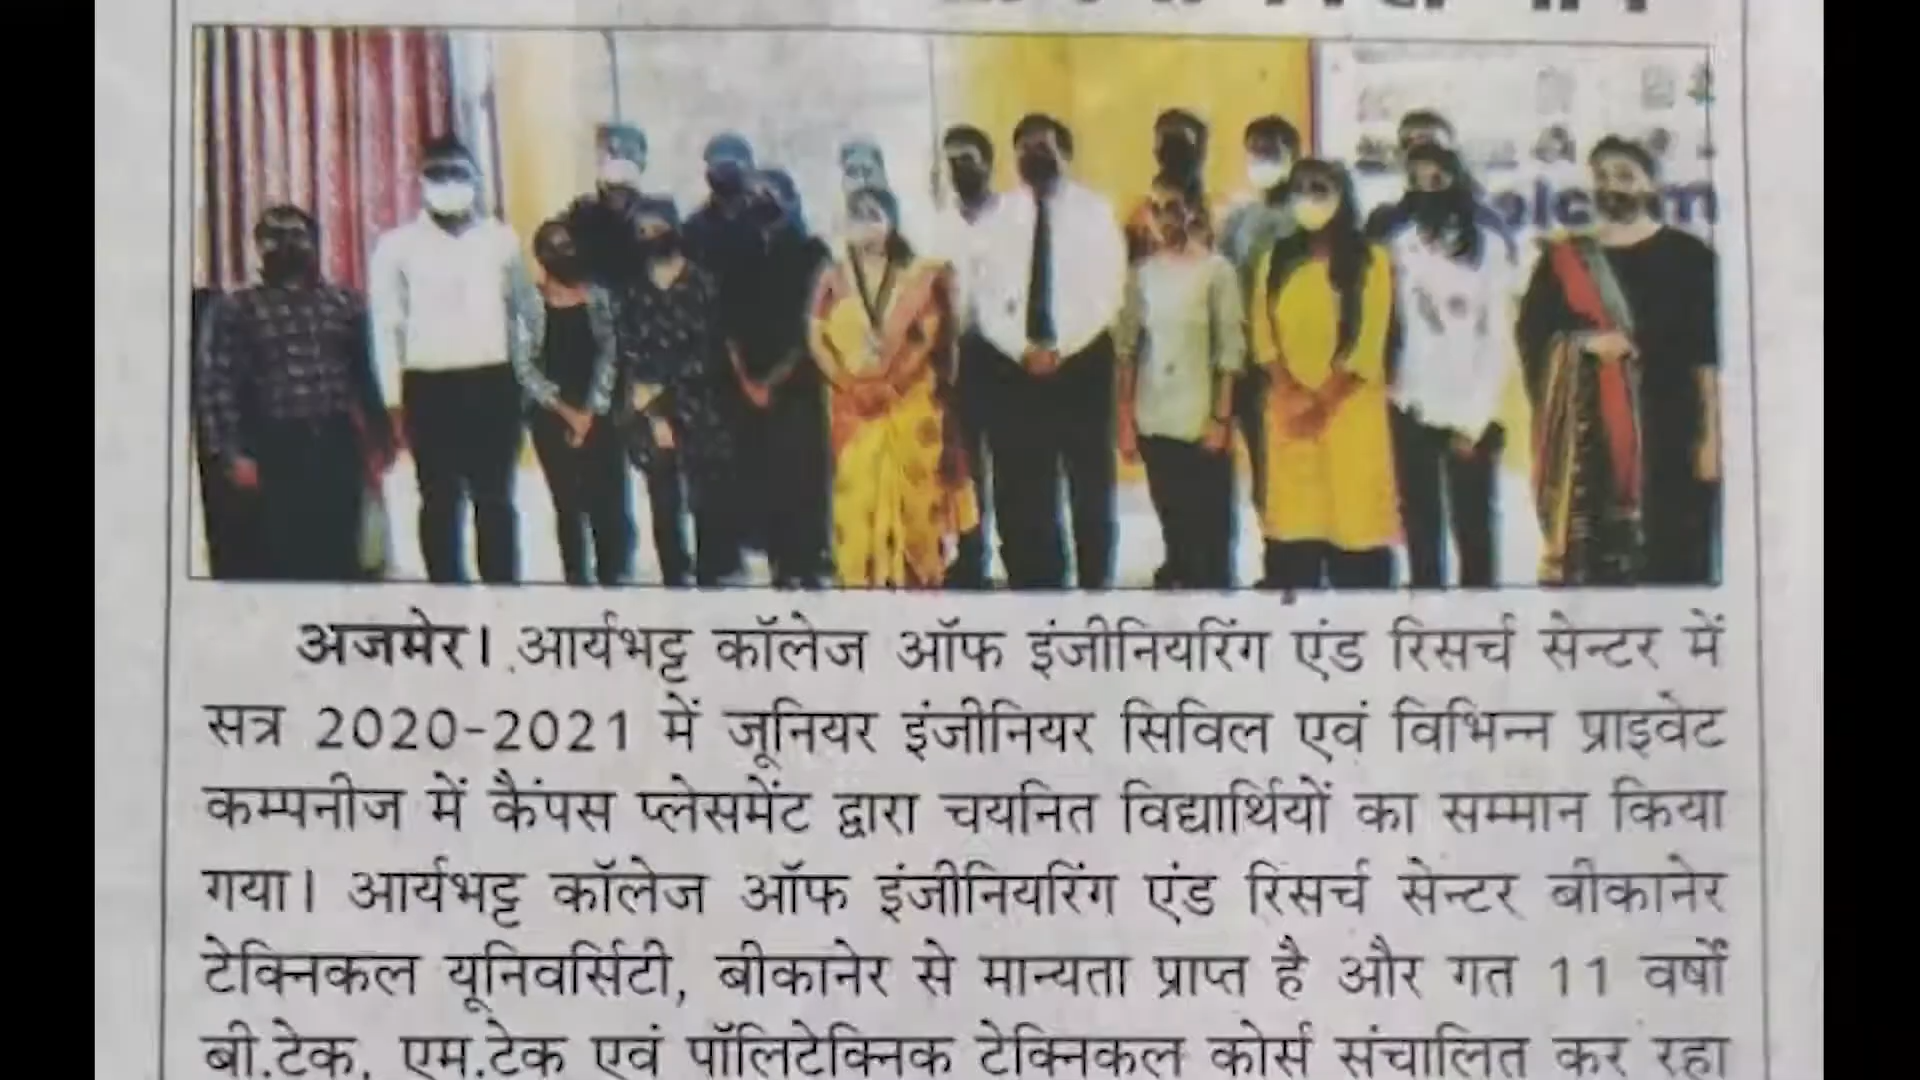 अजमेर। आर्यभट्ट कॉलेज ऑफ इंजीनियरिंग एंड रिसर्च सेन्टर में
सत्र 2020-2021 में जूनियर इंजीनियर सिविल एवं विभिन्न प्राइवेट
कम्पनीज में कैंपस प्लेसमेंट द्वारा चयनित विद्यार्थियों का सम्मान किया
गया। आर्यभट्ट कॉलेज ऑफ इंजीनियरिंग एंड रिसर्च सेन्टर बीकानेर
टेक्निकल यूनिवर्सिटी, बीकानेर से मान्यता प्राप्त है और गत 11 वर्षों
बी.टेक, एम.टेक एवं पॉलिटेक्निक टेक्निकल कोर्स संचालित कर रहा